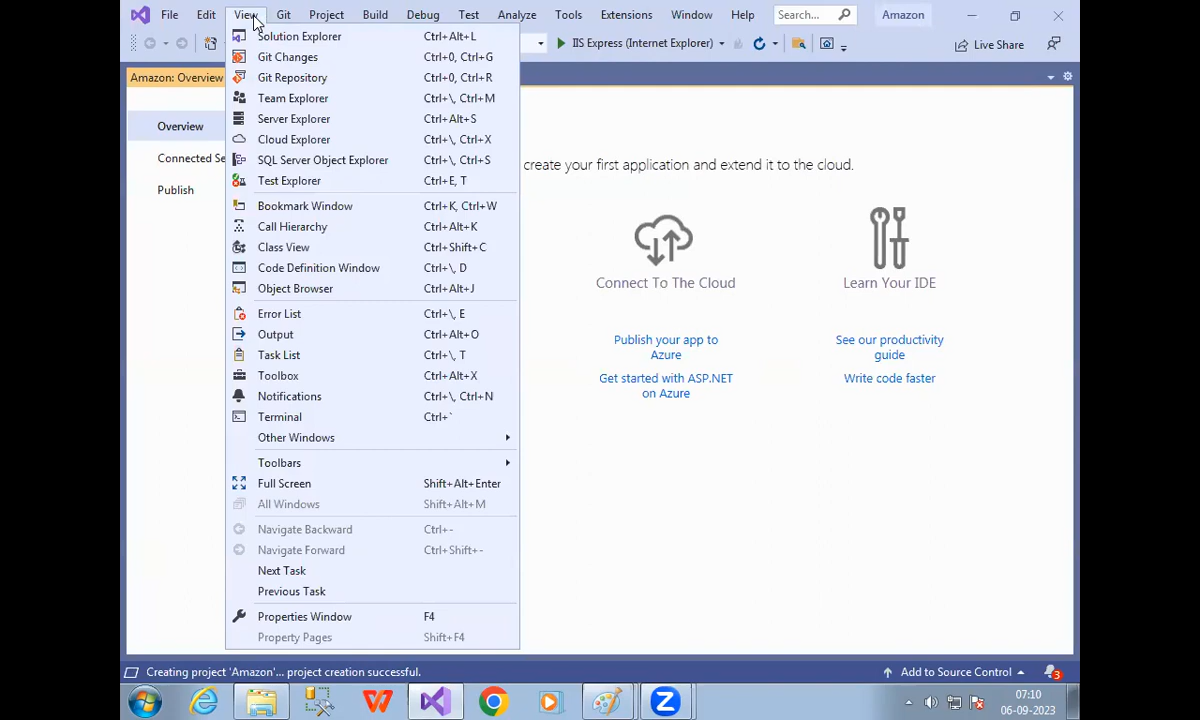 File Edit View Git Project Build Debug Test Analyze Tools Extensions Window Help Search... Amazon
IIS Express (Internet Explorer) Live Share
Amazon: Overview
Overview
Connected Se
Publish
Solution Explorer Ctrl+Alt+L
Git Changes Ctrl+0, Ctrl+G
Git Repository Ctrl+0, Ctrl+R
Team Explorer Ctrl+\, Ctrl+M
Server Explorer Ctrl+Alt+S
Cloud Explorer Ctrl+\, Ctrl+X
SQL Server Object Explorer Ctrl+\, Ctrl+S
Test Explorer Ctrl+E, T
Bookmark Window Ctrl+K, Ctrl+W
Call Hierarchy Ctrl+Alt+K
Class View Ctrl+Shift+C
Code Definition Window Ctrl+\, D
Object Browser Ctrl+Alt+J
Error List Ctrl+\, E
Output Ctrl+Alt+O
Task List Ctrl+\, T
Toolbox Ctrl+Alt+X
Notifications Ctrl+\, Ctrl+N
Terminal Ctrl+`
Other Windows
Toolbars
Full Screen Shift+Alt+Enter
All Windows Shift+Alt+M
Navigate Backward Ctrl+-
Navigate Forward Ctrl+Shift+-
Next Task
Previous Task
Properties Window F4
Property Pages Shift+F4
create your first application and extend it to the cloud.
Connect To The Cloud
Publish your app to
Azure
Get started with ASP.NET
on Azure
Learn Your IDE
See our productivity
guide
Write code faster
Creating project 'Amazon'... project creation successful. Add to Source Control 3
07:10
06-09-2023